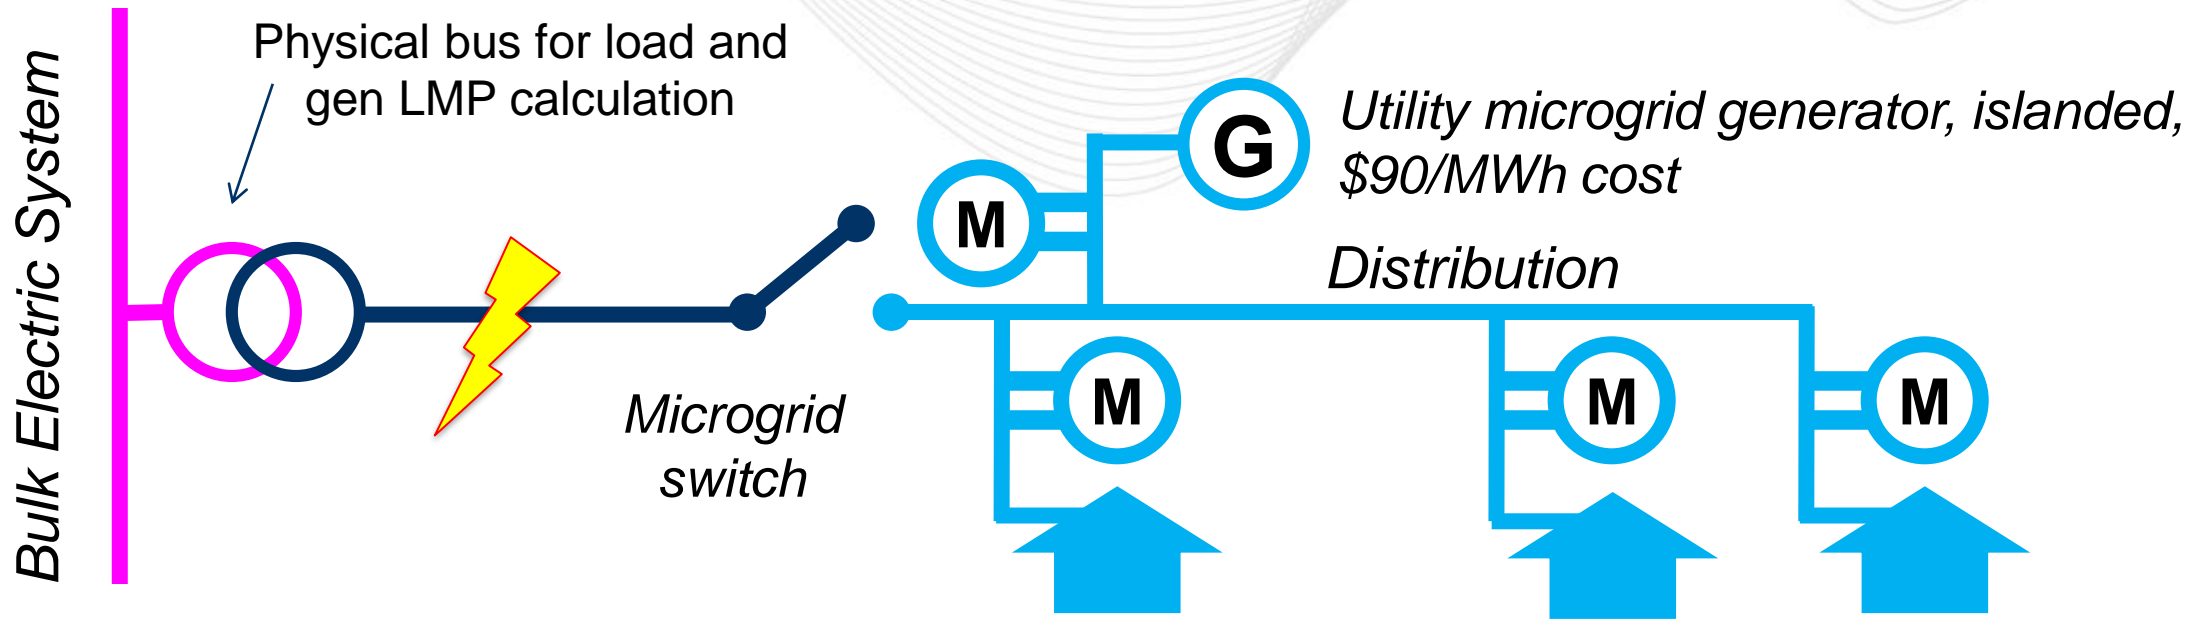 Bulk Electric System
Physical bus for load and
gen LMP calculation
G
Utility microgrid generator, islanded,
$90/MWh cost
M
Distribution
Microgrid
switch
M
M
M